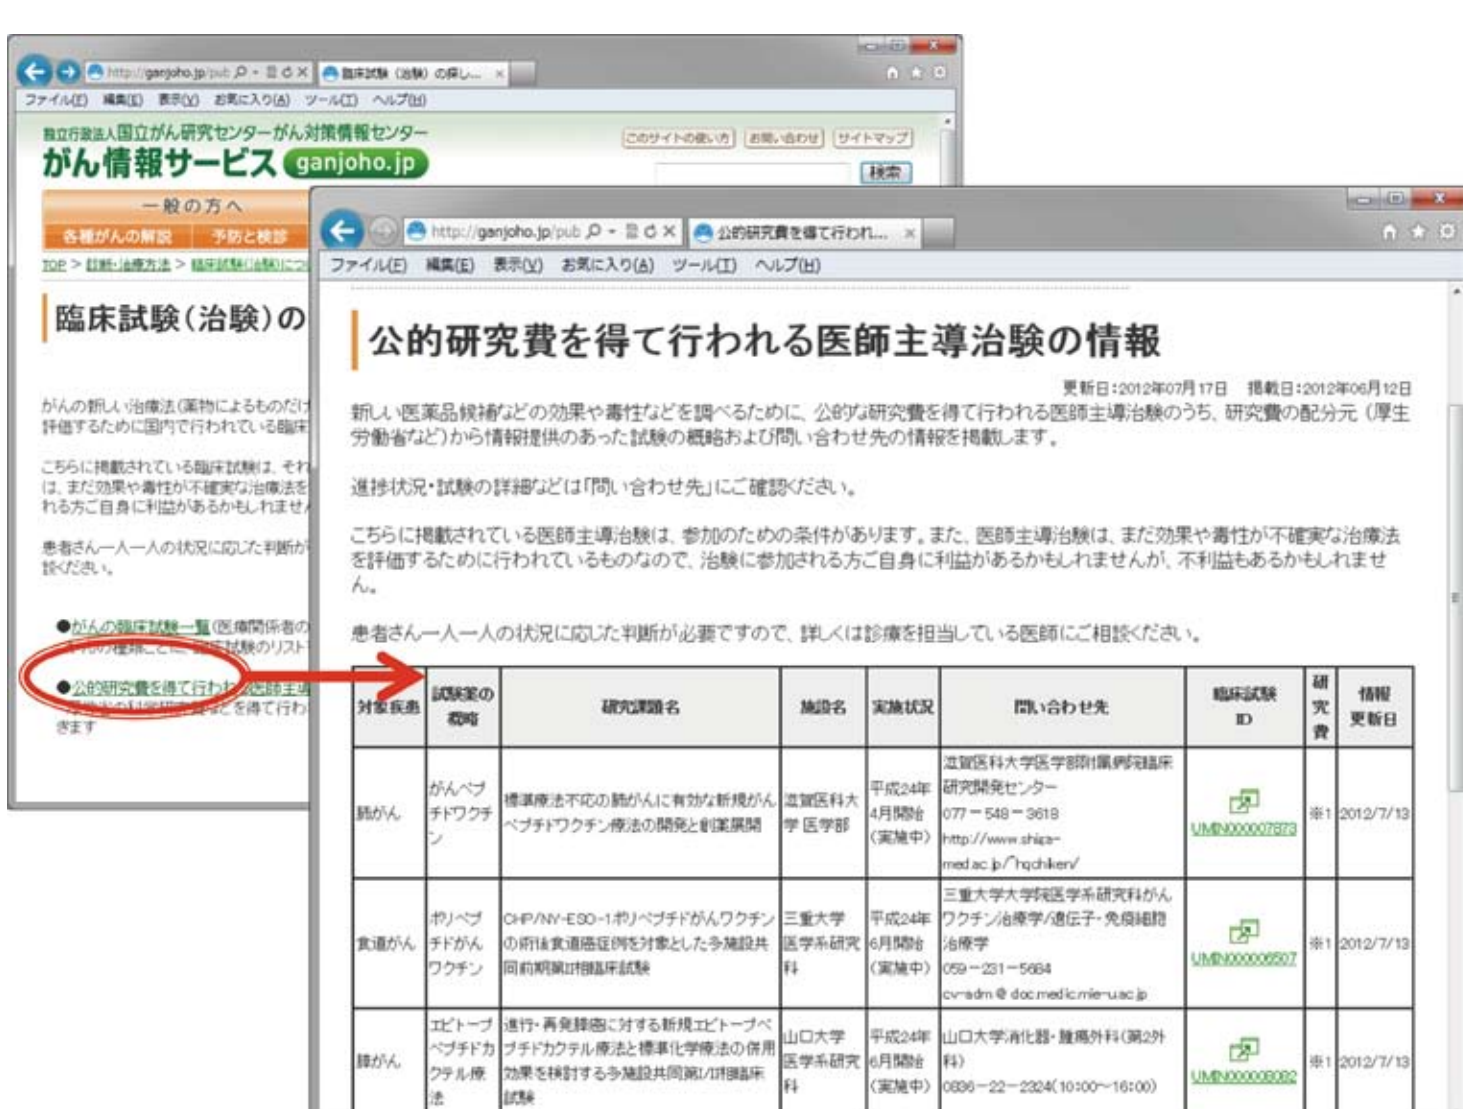 http://ganjoho.jp/pub
臨床試験（治験）の探し...
ファイル(F) 編集(E) 表示(V) お気に入り(A) ツール(T) ヘルプ(H)
独立行政法人国立がん研究センターがん対策情報センター
がん情報サービス ganjoho.jp
このサイトの使い方 お問い合わせ サイトマップ
検索
一般の方へ
各種がんの解説 予防と検診
TOP > 診断・治療方法 > 臨床試験(治験)につ
臨床試験(治験)の
がんの新しい治療法(薬物によるものだけ
評価するために国内で行われている臨床
こちらに掲載されている臨床試験は、それ
は、まだ効果や毒性が不確実な治療法を
れる方ご自身に利益があるかもしれませ
患者さん一人一人の状況に応じた判断が
談ください。
●がんの臨床試験一覧(医療関係者の
がんの種類ごとに、臨床試験のリスト
●公的研究費を得て行われる医師主導
を得て行わ
きます
http://ganjoho.jp/pub
公的研究費を得て行われ...
ファイル(F) 編集(E) 表示(V) お気に入り(A) ツール(T) ヘルプ(H)
公的研究費を得て行われる医師主導治験の情報
更新日:2012年07月17日 掲載日:2012年06月12日
新しい医薬品候補などの効果や毒性などを調べるために、公的な研究費を得て行われる医師主導治験のうち、研究費の配分元（厚生
労働省など）から情報提供のあった試験の概略および問い合わせ先の情報を掲載します。
進捗状況・試験の詳細などは「問い合わせ先」にご確認ください。
こちらに掲載されている医師主導治験は、参加のための条件があります。また、医師主導治験は、まだ効果や毒性が不確実な治療法
を評価するために行われているものなので、治験に参加される方ご自身に利益があるかもしれませんが、不利益もあるかもしれませ
ん。
患者さん一人一人の状況に応じた判断が必要ですので、詳しくは診療を担当している医師にご相談ください。
対象疾患 試験薬の概略 研究課題名 施設名 実施状況 問い合わせ先 臨床試験ID 研究費 情報更新日
肺がん
がんペプ
チドワクチ
ン
標準療法不応の肺がんに有効な新規がん
ペプチドワクチン療法の開発と創薬展開
滋賀医科大
学 医学部
平成24年
4月開始
（実施中）
滋賀医科大学医学部附属病院臨床
研究開発センター
077－548－3618
http://www.shiga-
med.ac.jp/~hqchiken/
UMIN000007873
※1
2012/7/13
食道がん
ポリペプ
チドがん
ワクチン
CHP/NY-ESO-1ポリペプチドがんワクチン
の術後食道癌症例を対象とした多施設共
同前期第II相臨床試験
三重大学
医学系研究
科
平成24年
6月開始
（実施中）
三重大学大学院医学系研究科がん
ワクチン治療学/遺伝子・免疫細胞
治療学
059－231－5684
cv-adm @ doc.medic.mie-u.ac.jp
UMIN000006507
※1
2012/7/13
膵がん
エピトープ
ペプチドカ
クテル療
法
進行・再発膵癌に対する新規エピトープペ
プチドカクテル療法と標準化学療法の併用
効果を検討する多施設共同第I/II相臨床
試験
山口大学
医学系研究
科
平成24年
6月開始
（実施中）
山口大学消化器・腫瘍外科（第2外
科）
0836－22－2324(10:00～16:00)
UMIN000008082
※1
2012/7/13